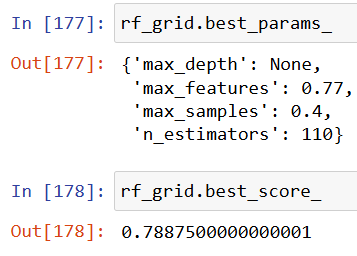 In [177]: rf_grid.best_params_
Out[177]: {'max_depth': None,
'max_features': 0.77,
'max_samples': 0.4,
'n_estimators': 110}
In [178]: rf_grid.best_score_
Out[178]: 0.7887500000000001